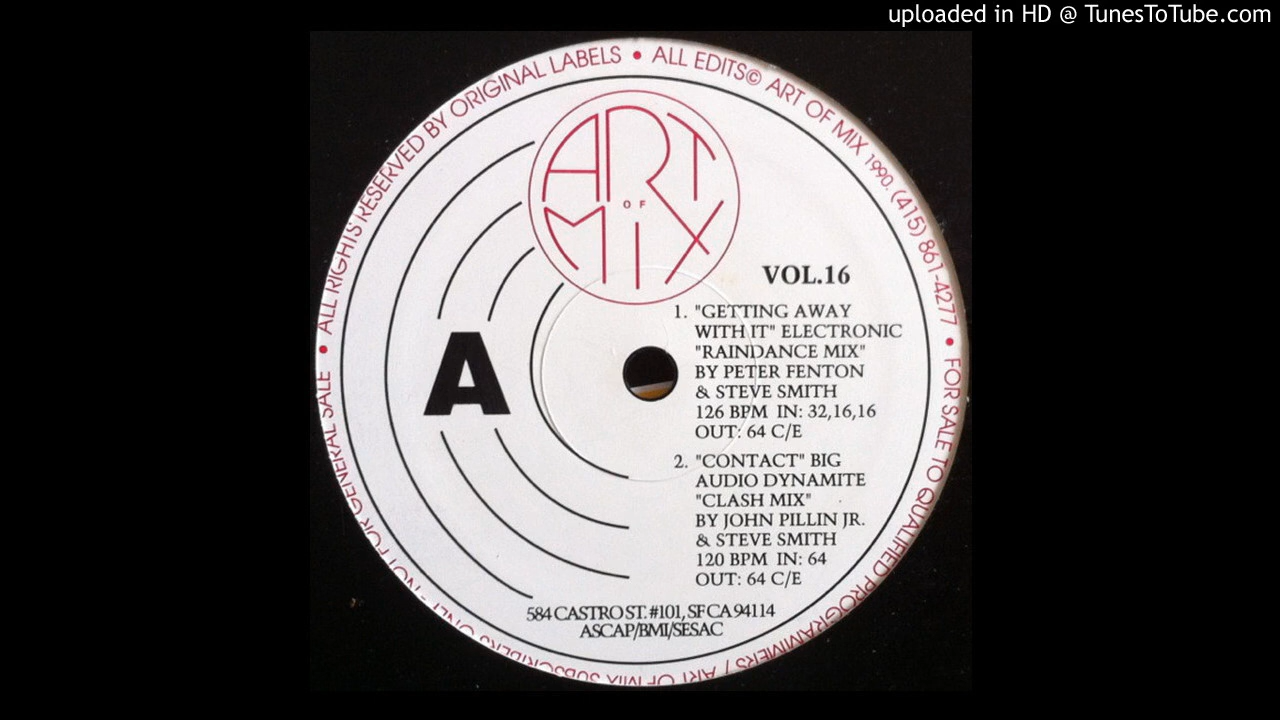 uploaded in HD @ TunesToTube.com
ALL RIGHTS RESERVED BY ORIGINAL LABELS • ALL EDITS© ART OF MIX 1990. (415) 861-4277 • FOR SALE TO QUALIFIED PROGRAMMERS / ART OF MIX SUBSCRIBERS ONLY - NOT FOR GENERAL SALE •
ART
OF
MIX
VOL.16
A
1. "GETTING AWAY
WITH IT" ELECTRONIC
"RAINDANCE MIX"
BY PETER FENTON
& STEVE SMITH
126 BPM IN: 32,16,16
OUT: 64 C/E
2. "CONTACT" BIG
AUDIO DYNAMITE
"CLASH MIX"
BY JOHN PILLIN JR.
& STEVE SMITH
120 BPM IN: 64
OUT: 64 C/E
584 CASTRO ST. #101, SF CA 94114
ASCAP/BMI/SESAC